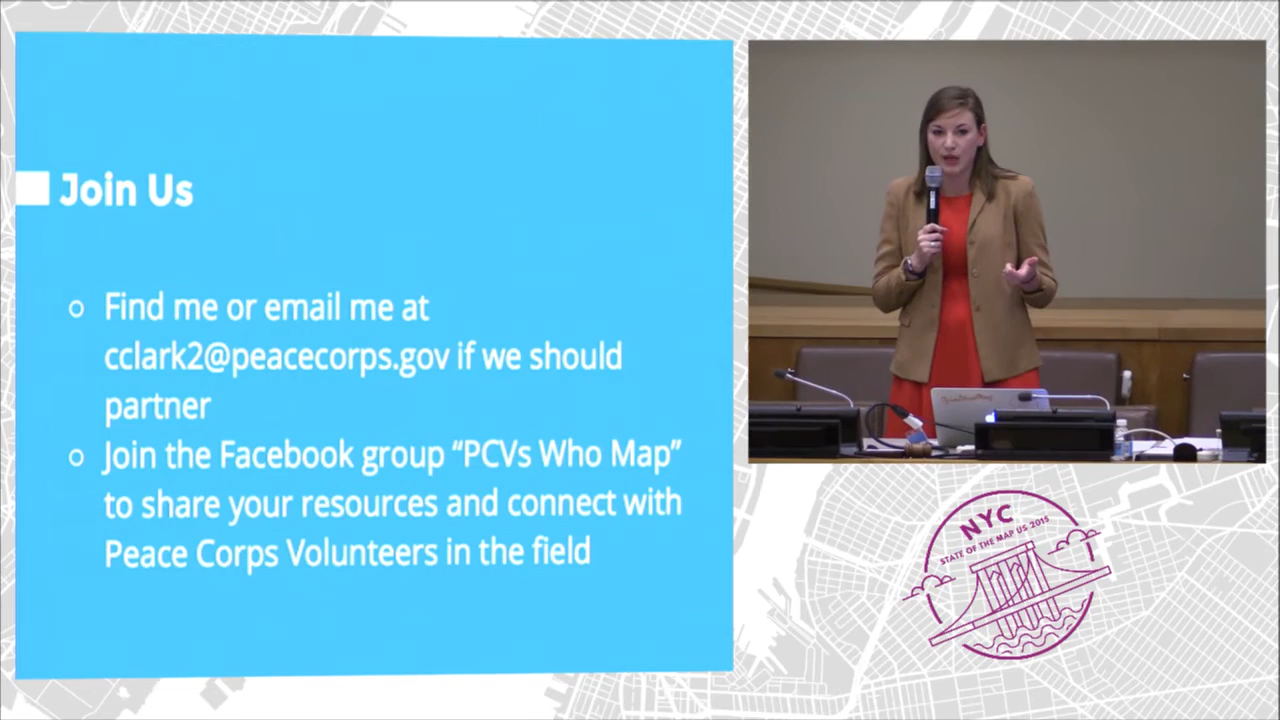 Join Us
Find me or email me at
cclark2@peacecorps.gov if we should
partner
Join the Facebook group “PCVs Who Map”
to share your resources and connect with
Peace Corps Volunteers in the field
NYC
STATE OF THE MAP US 2015